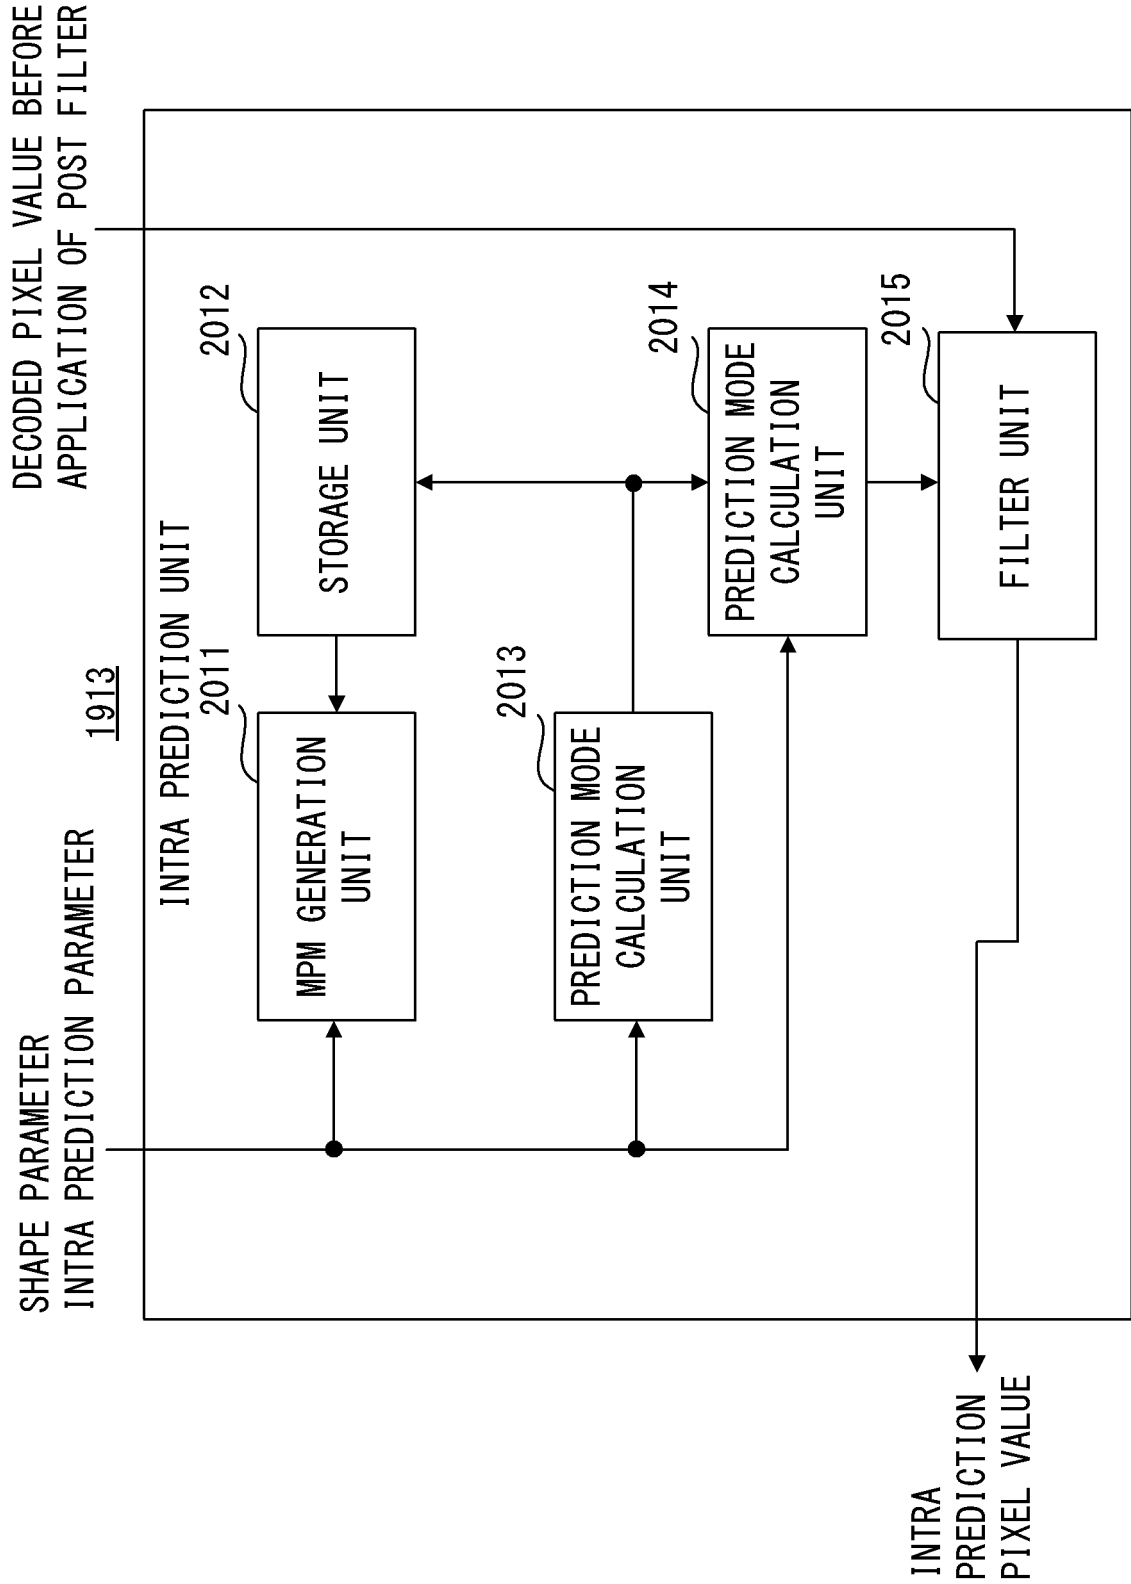 1913
SHAPE PARAMETER
INTRA PREDICTION PARAMETER
DECODED PIXEL VALUE BEFORE
APPLICATION OF POST FILTER
INTRA PREDICTION UNIT
2011
MPM GENERATION
UNIT
2012
STORAGE UNIT
2013
PREDICTION MODE
CALCULATION
UNIT
2014
PREDICTION MODE
CALCULATION
UNIT
2015
FILTER UNIT
INTRA
PREDICTION
PIXEL VALUE